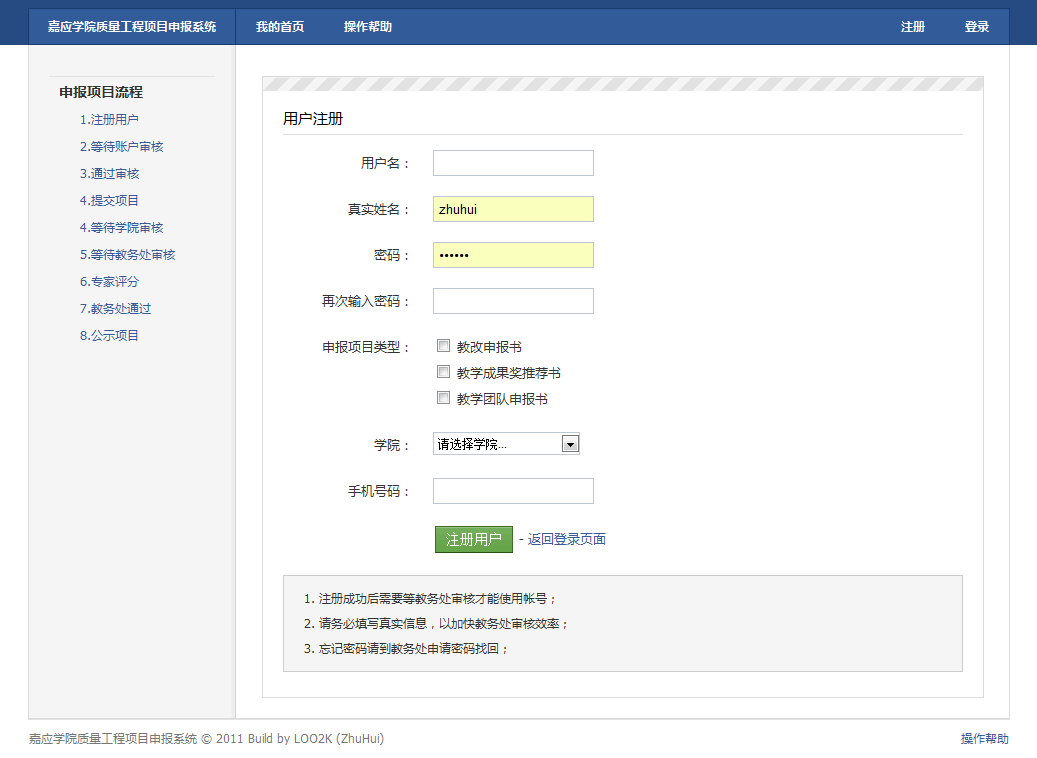 嘉应学院质量工程项目申报系统 我的首页 操作帮助 注册 登录
申报项目流程
1.注册用户
2.等待账户审核
3.通过审核
4.提交项目
4.等待学院审核
5.等待教务处审核
6.专家评分
7.教务处通过
8.公示项目
用户注册
用户名：
真实姓名： zhuhui
密码： ••••••
再次输入密码：
申报项目类型： 教改申报书
教学成果奖推荐书
教学团队申报书
学院： 请选择学院...
手机号码：
注册用户 - 返回登录页面
1. 注册成功后需要等教务处审核才能使用帐号；
2. 请务必填写真实信息，以加快教务处审核效率；
3. 忘记密码请到教务处申请密码找回；
嘉应学院质量工程项目申报系统 © 2011 Build by LOO2K (ZhuHui) 操作帮助